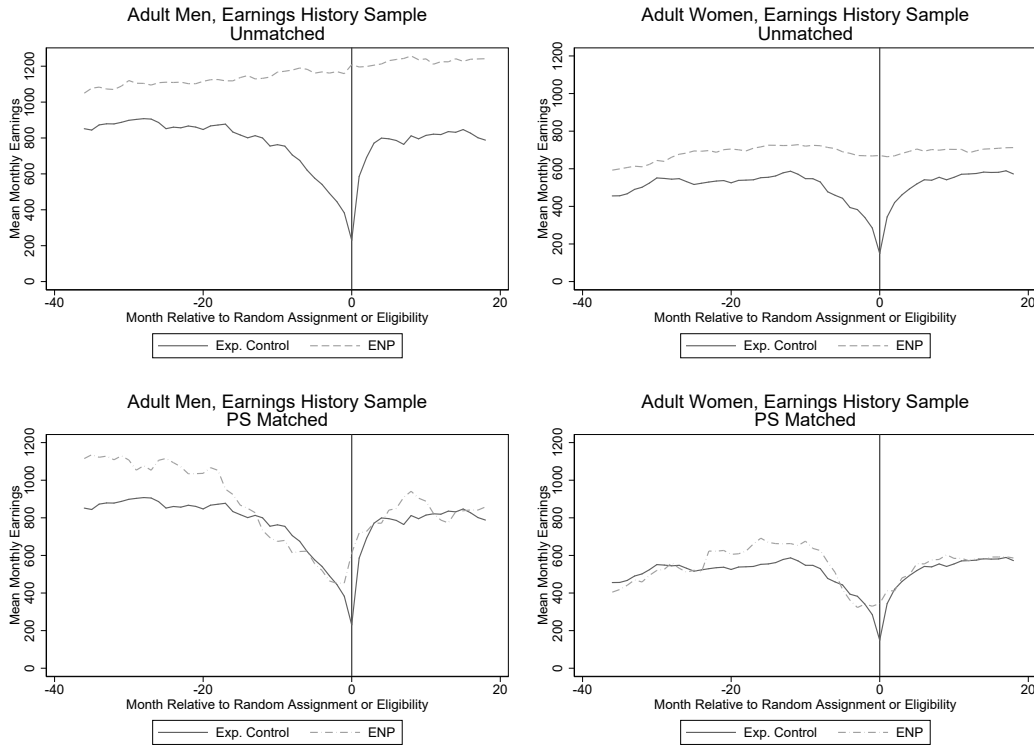 Adult Men, Earnings History Sample
Unmatched
Mean Monthly Earnings
0 200 400 600 800 1000 1200
-40 -20 0 20
Month Relative to Random Assignment or Eligibility
Exp. Control ENP
Adult Women, Earnings History Sample
Unmatched
Mean Monthly Earnings
0 200 400 600 800 1000 1200
-40 -20 0 20
Month Relative to Random Assignment or Eligibility
Exp. Control ENP
Adult Men, Earnings History Sample
PS Matched
Mean Monthly Earnings
0 200 400 600 800 1000 1200
-40 -20 0 20
Month Relative to Random Assignment or Eligibility
Exp. Control ENP
Adult Women, Earnings History Sample
PS Matched
Mean Monthly Earnings
0 200 400 600 800 1000 1200
-40 -20 0 20
Month Relative to Random Assignment or Eligibility
Exp. Control ENP